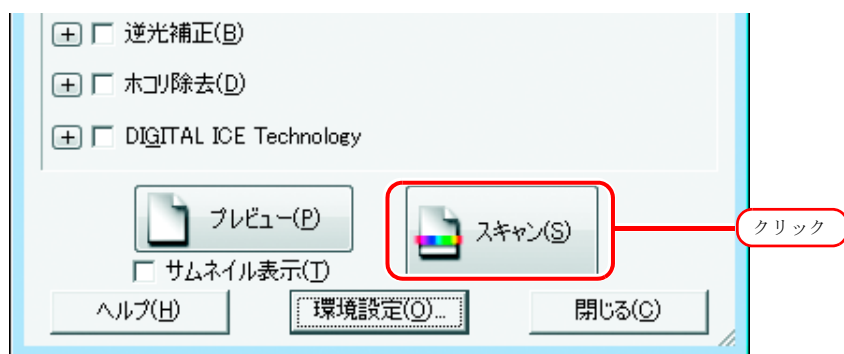 逆光補正(B)
ホコリ除去(D)
DIGITAL ICE Technology
プレビュー(P)
スキャン(S)
クリック
サムネイル表示(T)
ヘルプ(H)
環境設定(O)...
閉じる(C)